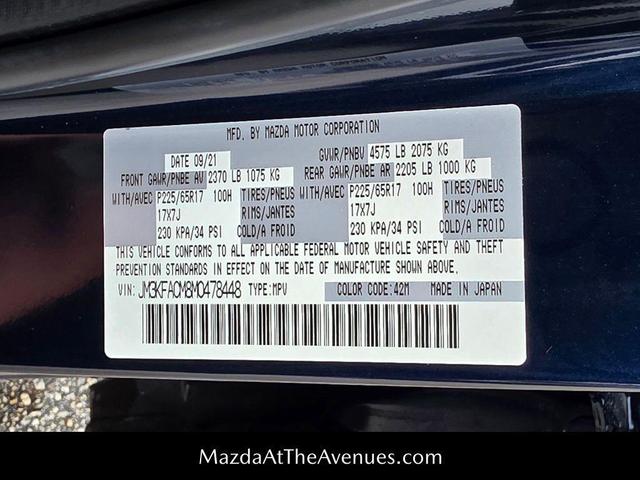 MFD. BY MAZDA MOTOR CORPORATION
DATE 09/21 GVWR/PNBV 4575 LB 2075 KG
FRONT GAWR/PNBE AV 2370 LB 1075 KG REAR GAWR/PNBE AR 2205 LB 1000 KG
WITH/AVEC P225/65R17 100H TIRES/PNEUS WITH/AVEC P225/65R17 100H TIRES/PNEUS
17X7J RIMS/JANTES 17X7J RIMS/JANTES
230 KPA/34 PSI COLD/A FROID 230 KPA/34 PSI COLD/A FROID
THIS VEHICLE CONFORMS TO ALL APPLICABLE FEDERAL MOTOR VEHICLE SAFETY AND THEFT
PREVENTION STANDARDS IN EFFECT ON THE DATE OF MANUFACTURE SHOWN ABOVE.
VIN: JM3KFACM8M0478448 TYPE:MPV COLOR CODE:42M MADE IN JAPAN
MazdaAtTheAvenues.com